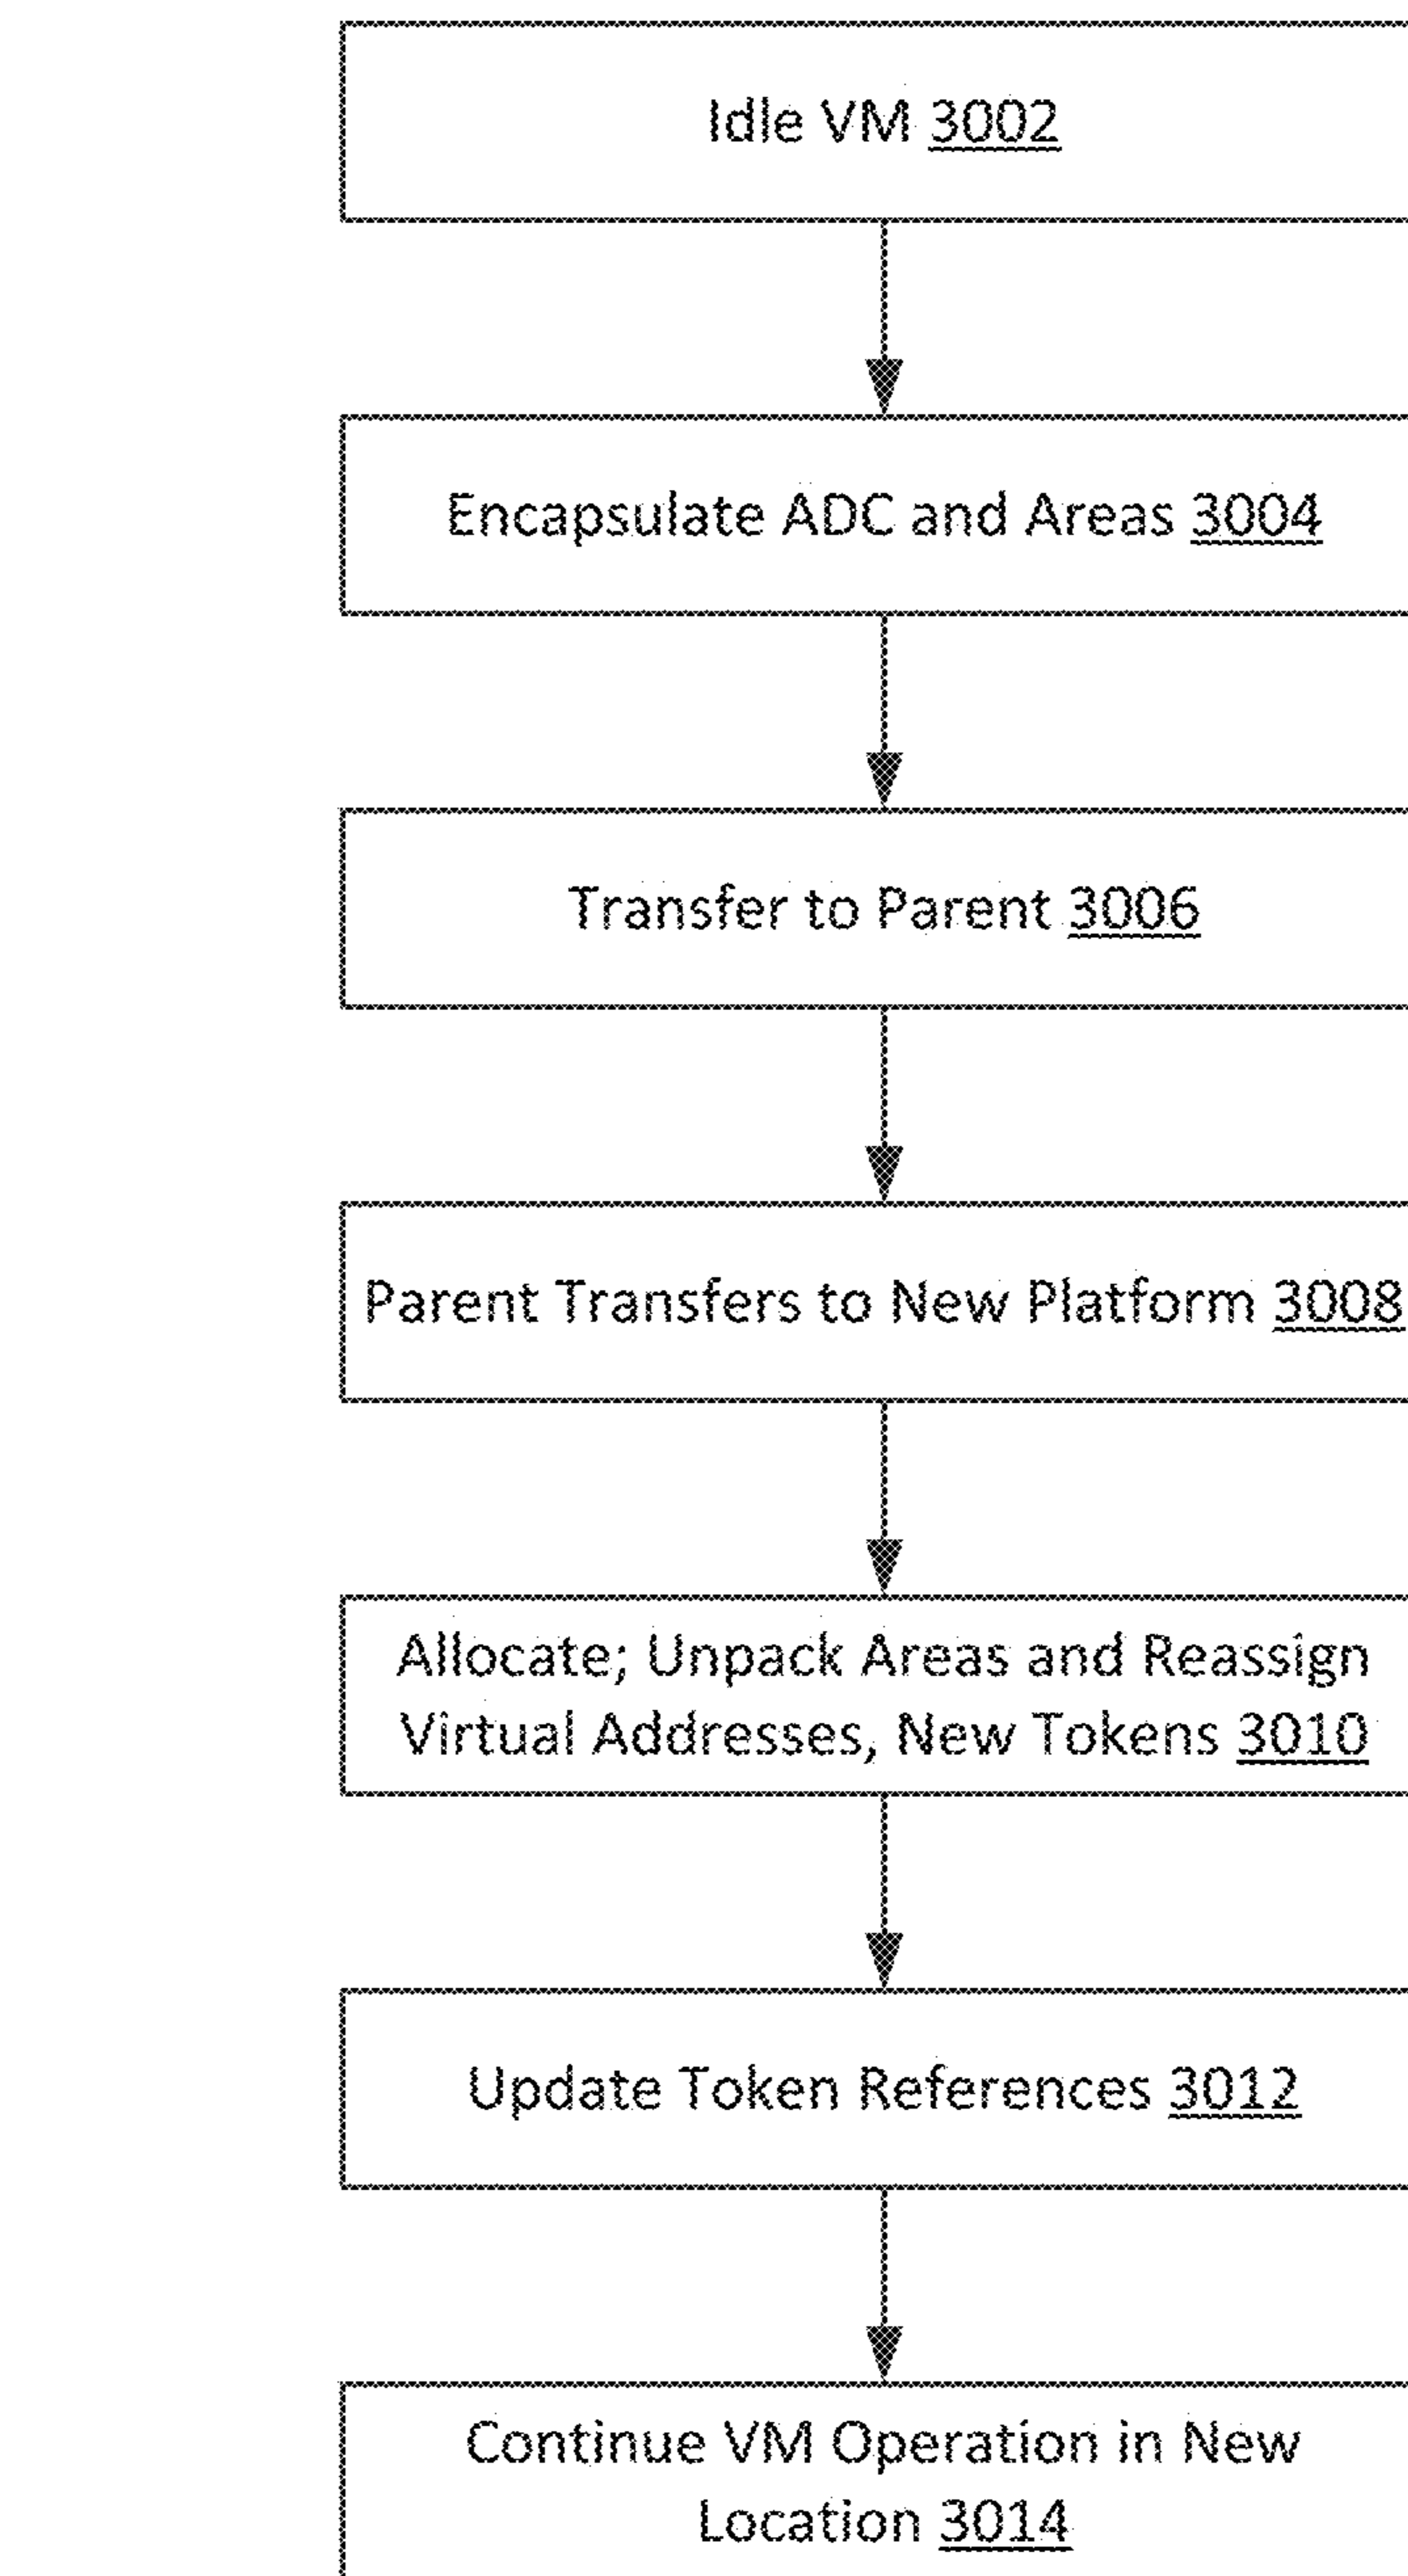 Idle VM 3002
Encapsulate ADC and Areas 3004
Transfer to Parent 3006
Parent Transfers to New Platform 3008
Allocate; Unpack Areas and Reassign
Virtual Addresses, New Tokens 3010
Update Token References 3012
Continue VM Operation in New
Location 3014